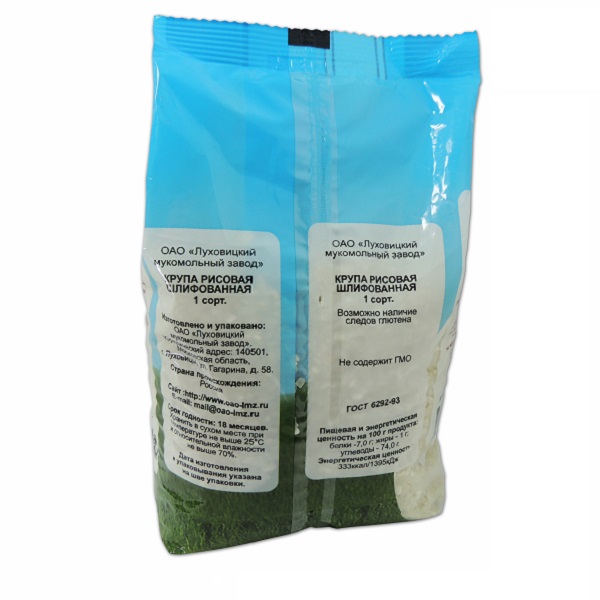 ОАО «Луховицкий
мукомольный завод»
КРУПА РИСОВАЯ
ШЛИФОВАННАЯ
1 сорт.
Изготовлено и упаковано:
ОАО «Луховицкий
мукомольный завод».
адрес: 140501,
Московская область,
г. Луховицы, ул. Гагарина, д. 58.
Страна происхождения:
Россия
Сайт:http://www.oao-lmz.ru
E-mail: mail@oao-lmz.ru
Срок годности: 18 месяцев.
Хранить в сухом месте при
температуре не выше 25°С
и относительной влажности
не выше 70%.
Дата изготовления
и упаковывания указана
на шве упаковки.
ОАО «Луховицкий
мукомольный завод»
КРУПА РИСОВАЯ
ШЛИФОВАННАЯ
1 сорт.
Возможно наличие
следов глютена
Не содержит ГМО
ГОСТ 6292-93
Пищевая и энергетическая
ценность на 100 г продукта:
белки -7,0 г; жиры - 1 г;
углеводы - 74,0 г.
Энергетическая ценность
333ккал/1395кДж